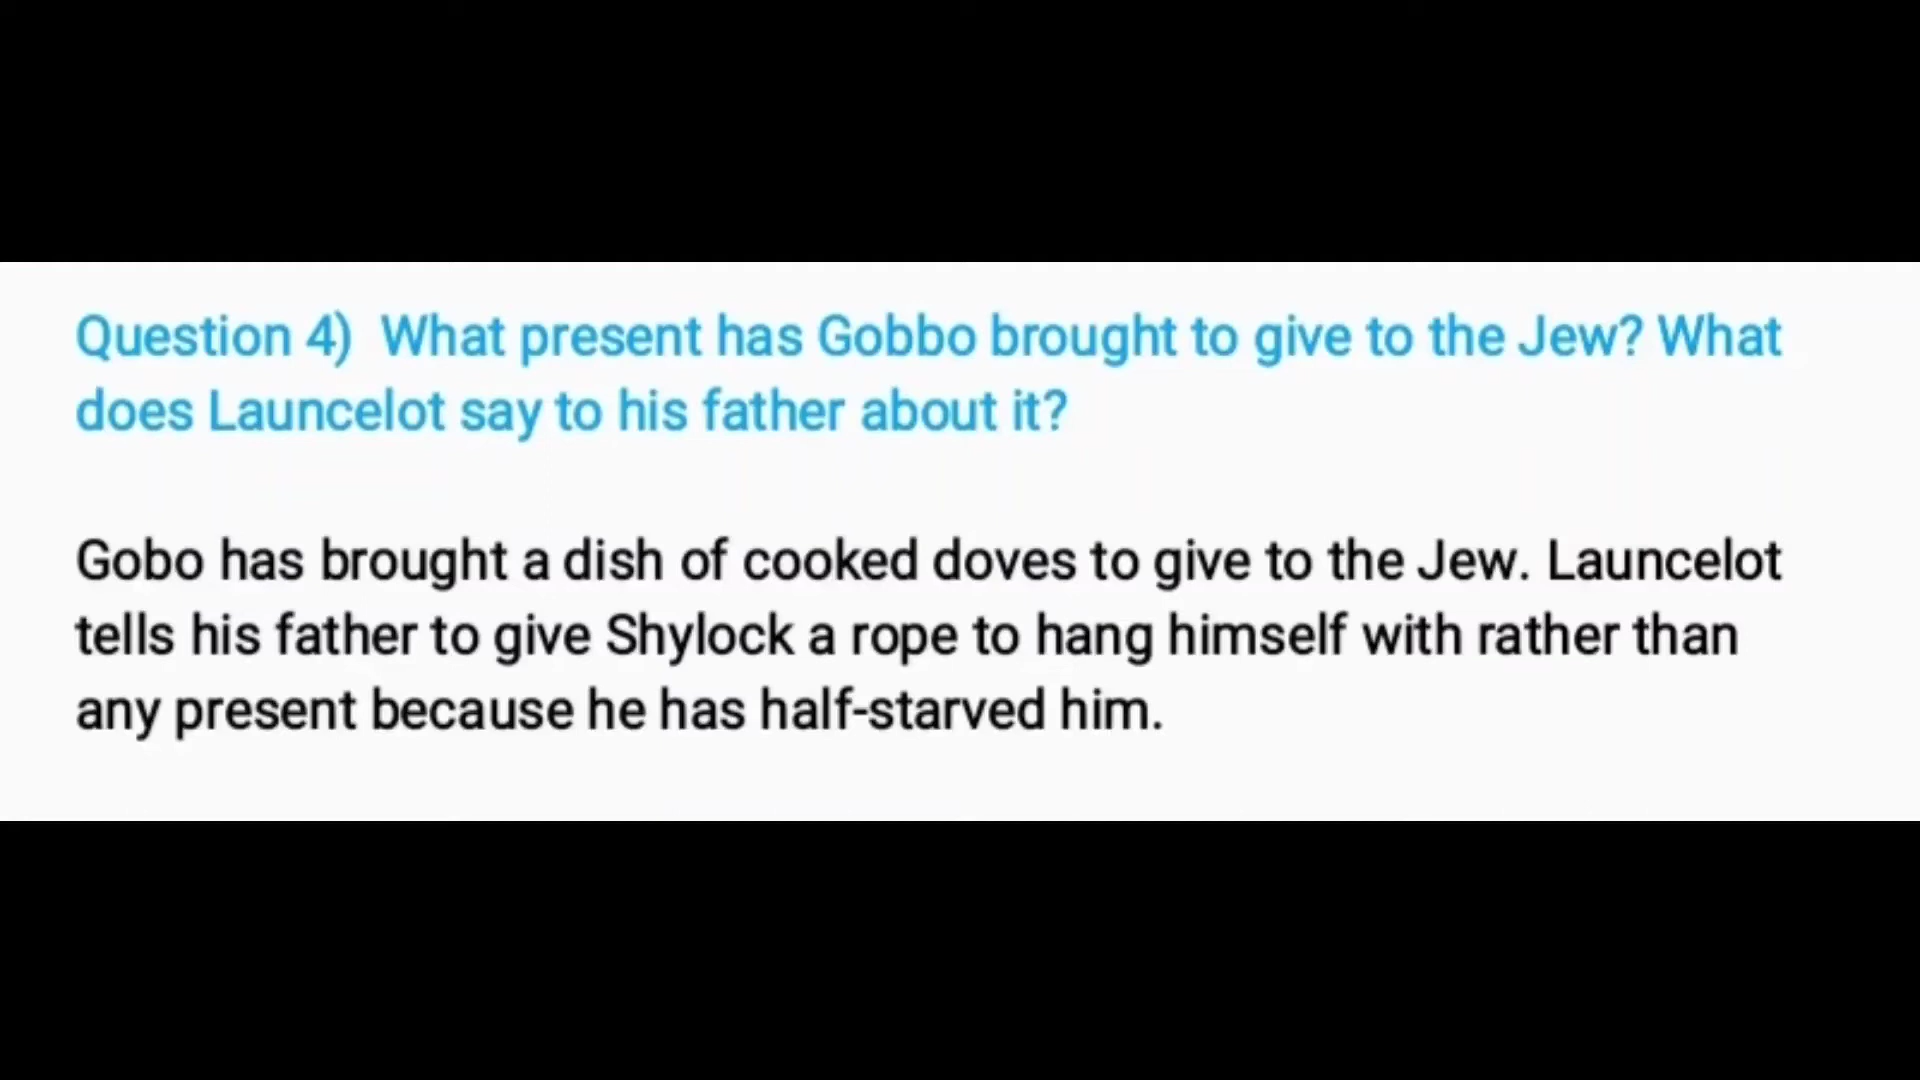 Question 4) What present has Gobbo brought to give to the Jew? What
does Launcelot say to his father about it?
Gobo has brought a dish of cooked doves to give to the Jew. Launcelot
tells his father to give Shylock a rope to hang himself with rather than
any present because he has half-starved him.